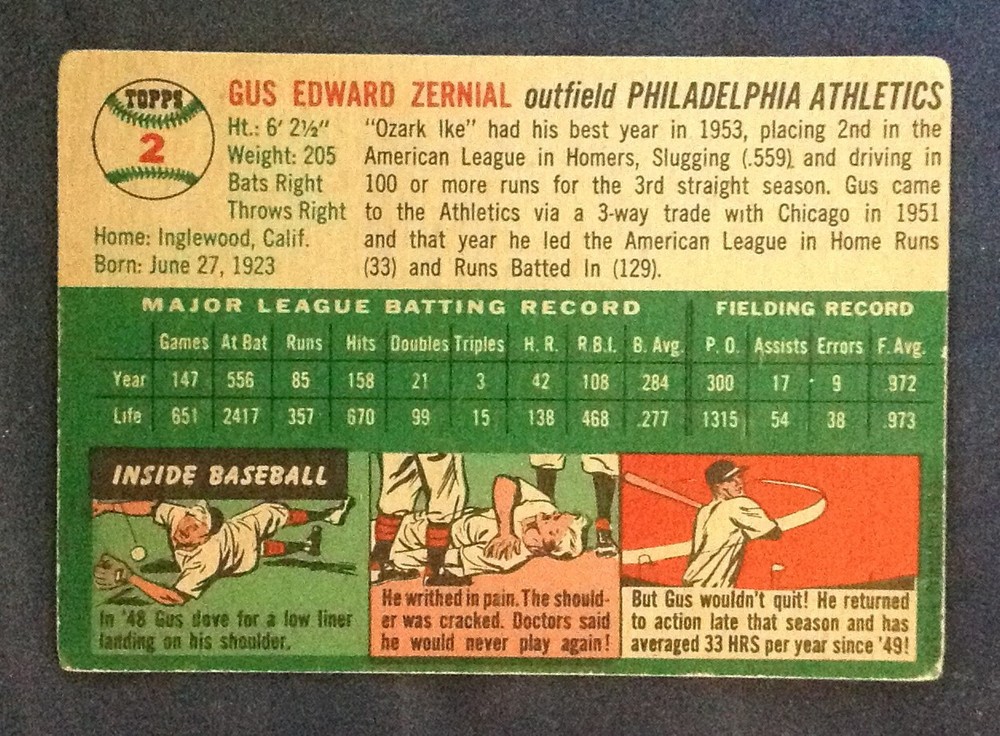 TOPPS
2
GUS EDWARD ZERNIAL outfield PHILADELPHIA ATHLETICS
Ht.: 6' 2½"
Weight: 205
Bats Right
Throws Right
Home: Inglewood, Calif.
Born: June 27, 1923
"Ozark Ike" had his best year in 1953, placing 2nd in the
American League in Homers, Slugging (.559), and driving in
100 or more runs for the 3rd straight season. Gus came
to the Athletics via a 3-way trade with Chicago in 1951
and that year he led the American League in Home Runs
(33) and Runs Batted In (129).
MAJOR LEAGUE BATTING RECORD FIELDING RECORD
Games At Bat Runs Hits Doubles Triples H. R. R.B.I. B. Avg. P. O. Assists Errors F. Avg.
Year 147 556 85 158 21 3 42 108 .284 300 17 9 .972
Life 651 2417 357 670 99 15 138 468 .277 1315 54 38 .973
INSIDE BASEBALL
In '48 Gus dove for a low liner
landing on his shoulder.
He writhed in pain. The should-
er was cracked. Doctors said
he would never play again!
But Gus wouldn't quit! He returned
to action late that season and has
averaged 33 HRS per year since '49!